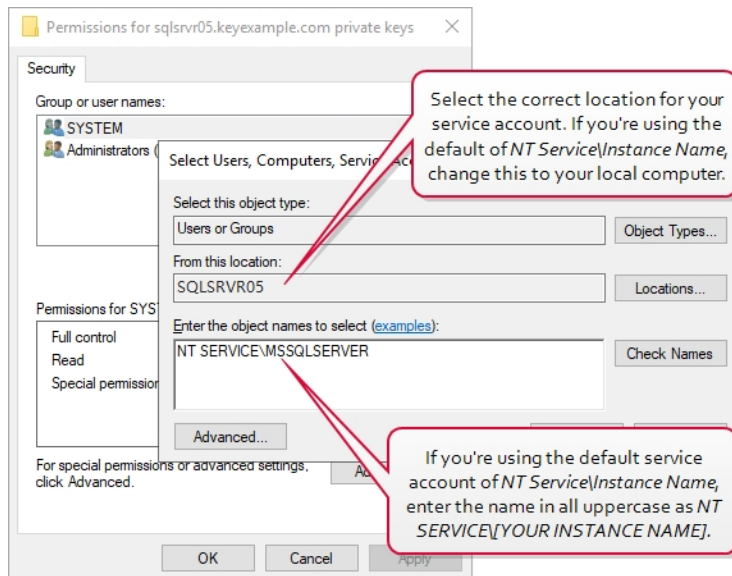 Permissions for sqlsrvr05.keyexample.com private keys
Security
Group or user names:
SYSTEM
Administrators (
Select Users, Computers, Service Acc
Select the correct location for your
service account. If you're using the
default of NT Service\Instance Name,
change this to your local computer.
Select this object type:
Users or Groups
Object Types...
From this location:
SQLSRVR05
Locations...
Enter the object names to select (examples):
NT SERVICE\MSSQLSERVER
Check Names
Advanced...
Permissions for SYST
Full control
Read
Special permission
If you're using the default service
account of NT Service\Instance Name,
enter the name in all uppercase as NT
SERVICE\[YOUR INSTANCE NAME].
For special permissions or advanced settings,
click Advanced.
OK
Cancel
Apply